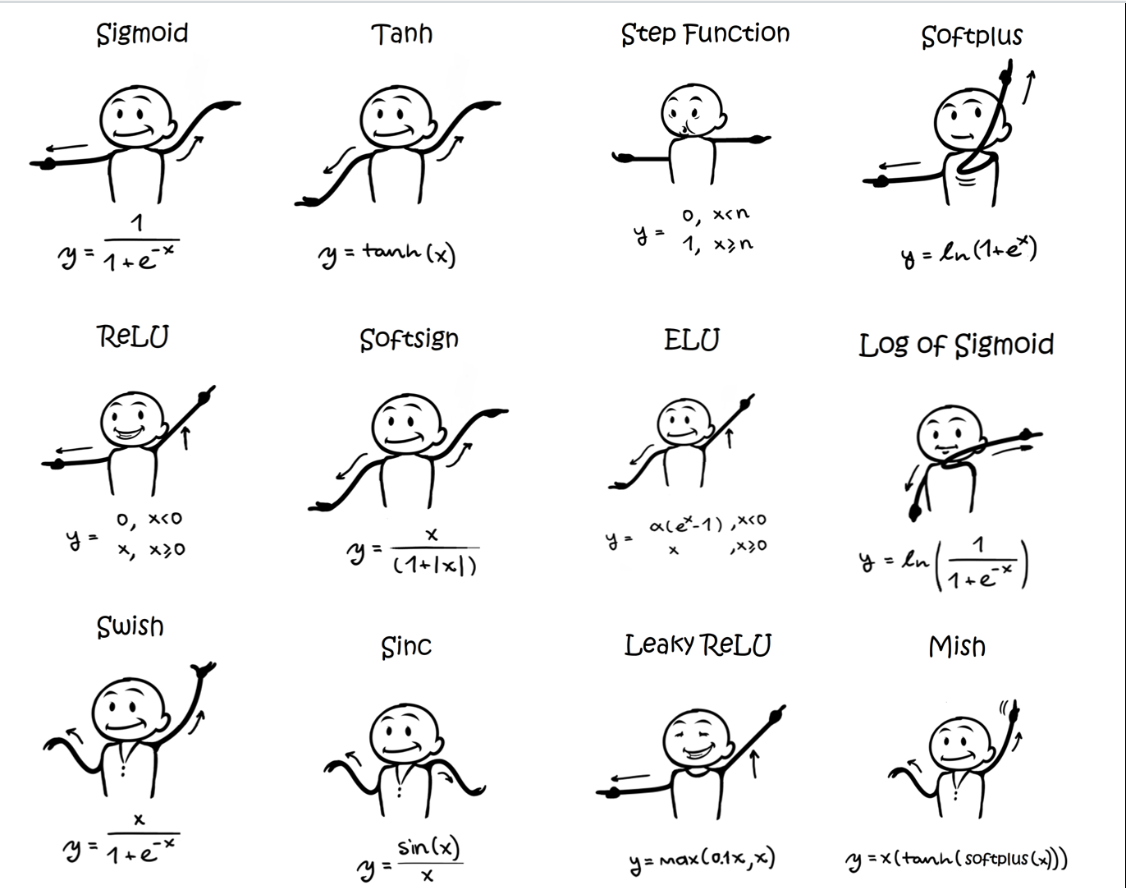 Sigmoid
Tanh
Step Function
Softplus
y = 1 / 1+e^-x
y = tanh(x)
y = 0, x<n
1, x≥n
y = ln(1+e^x)
ReLU
Softsign
ELU
Log of Sigmoid
y = 0, x<0
x, x≥0
y = x / (1+|x|)
y = α(e^x-1), x<0
x, x≥0
y = ln(1 / 1+e^-x)
Swish
Sinc
Leaky ReLU
Mish
y = x / 1+e^-x
y = sin(x) / x
y = max(0.1x, x)
y = x(tanh(softplus(x)))